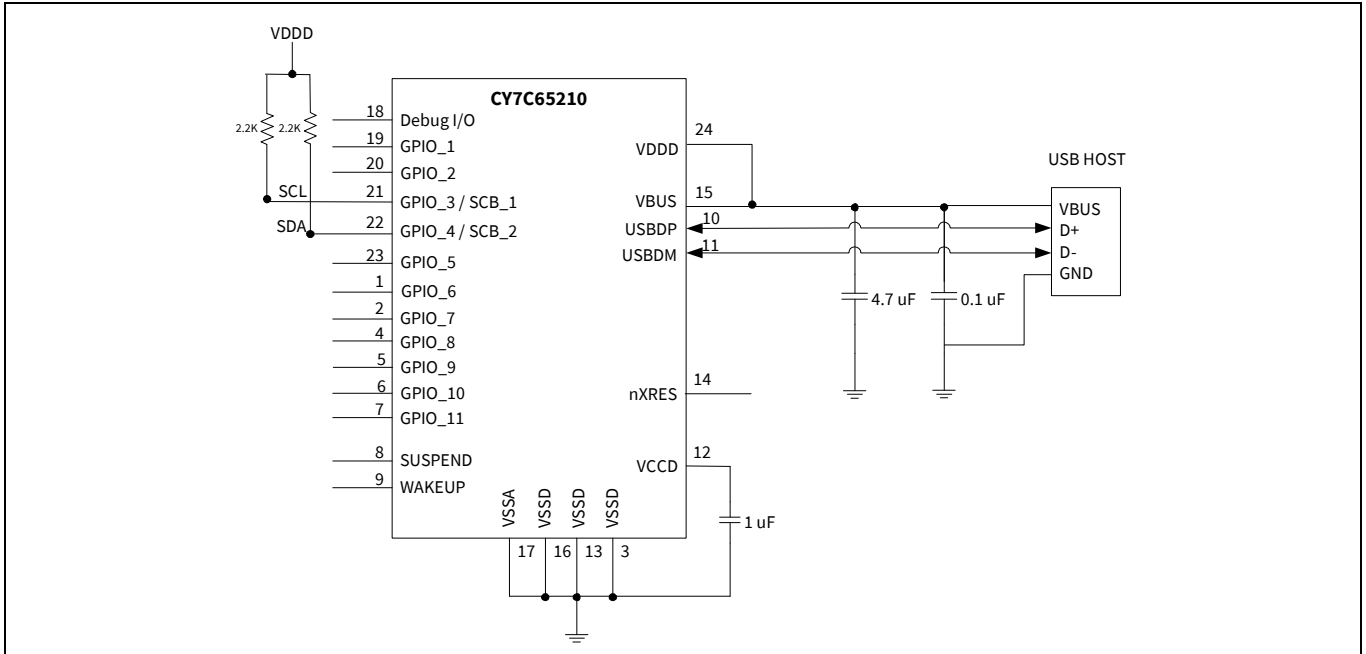 VDDD
2.2K 2.2K
SCL
SDA
CY7C65210
18 Debug I/O
19 GPIO_1
20 GPIO_2
21 GPIO_3 / SCB_1
22 GPIO_4 / SCB_2
23 GPIO_5
1 GPIO_6
2 GPIO_7
4 GPIO_8
5 GPIO_9
6 GPIO_10
7 GPIO_11
8 SUSPEND
9 WAKEUP
VDDD 24
VBUS 15
USBDP 10
USBDM 11
nXRES 14
VCCD 12
VSSA
VSSD
VSSD
VSSD
17 16 13 3
1 uF
4.7 uF
0.1 uF
USB HOST
VBUS
D+
D-
GND